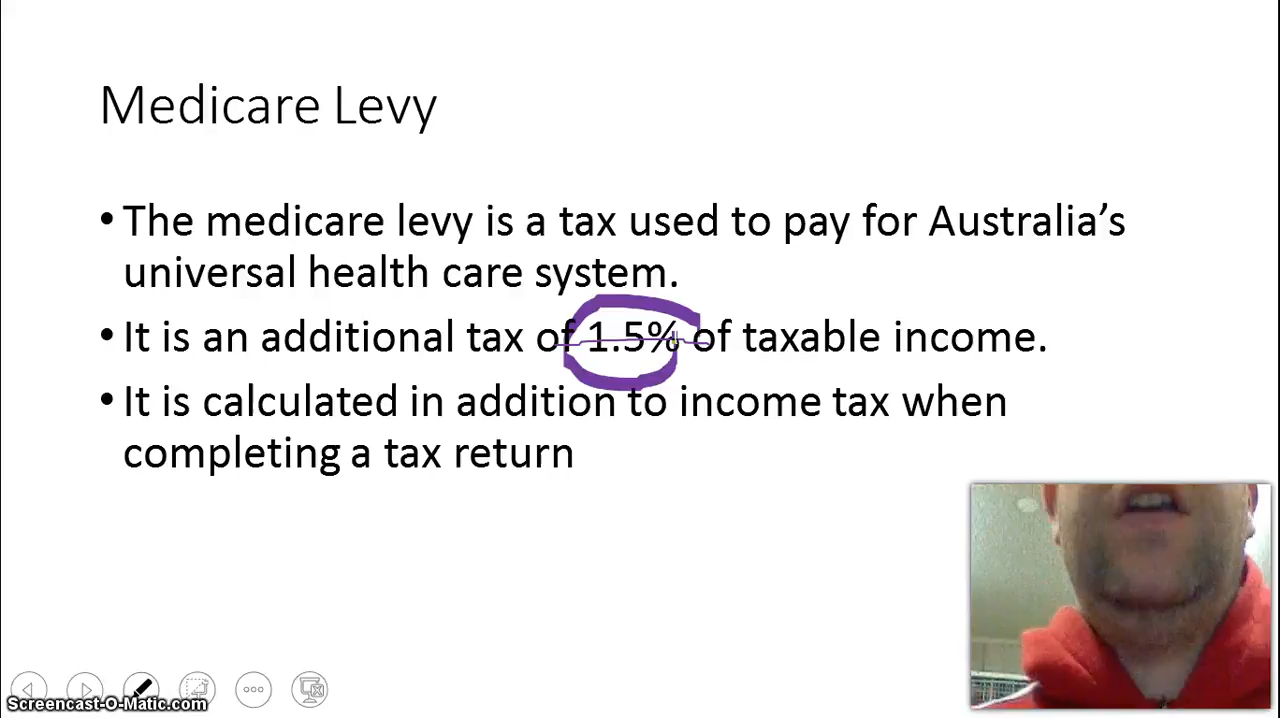 Medicare Levy
• The medicare levy is a tax used to pay for Australia’s
universal health care system.
• It is an additional tax of 1.5% of taxable income.
• It is calculated in addition to income tax when
completing a tax return
Screencast-O-Matic.com